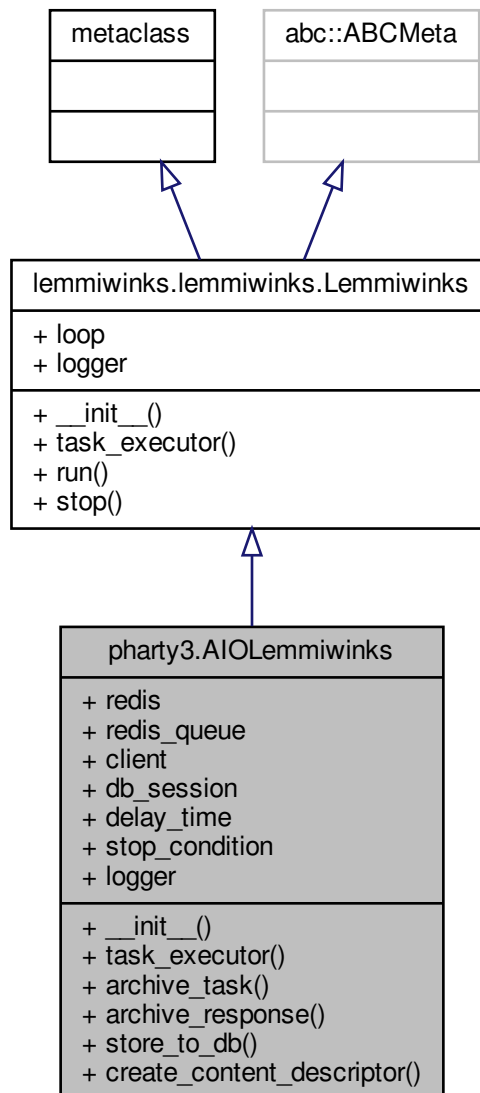 metaclass
abc::ABCMeta
lemmiwinks.lemmiwinks.Lemmiwinks
+ loop
+ logger
+ __init__()
+ task_executor()
+ run()
+ stop()
pharty3.AIOLemmiwinks
+ redis
+ redis_queue
+ client
+ db_session
+ delay_time
+ stop_condition
+ logger
+ __init__()
+ task_executor()
+ archive_task()
+ archive_response()
+ store_to_db()
+ create_content_descriptor()